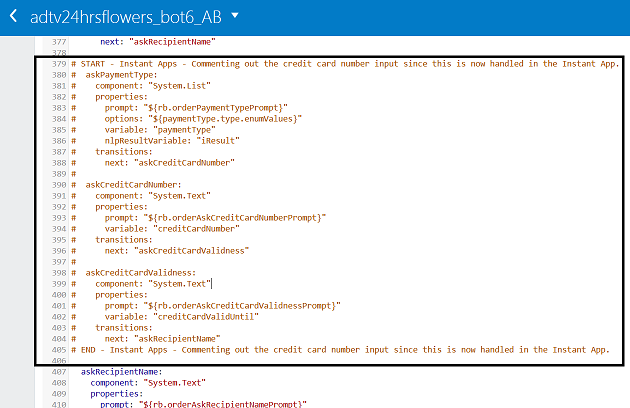 adtv24hrsflowers_bot6_AB
377 next: "askRecipientName"
378
379 # START - Instant Apps - Commenting out the credit card number input since this is now handled in the Instant App.
380 # askPaymentType:
381 # component: "System.List"
382 # properties:
383 # prompt: "${rb.orderPaymentTypePrompt}"
384 # options: "${paymentType.type.enumValues}"
385 # variable: "paymentType"
386 # nlpResultVariable: "iResult"
387 # transitions:
388 # next: "askCreditCardNumber"
389 #
390 # askCreditCardNumber:
391 # component: "System.Text"
392 # properties:
393 # prompt: "${rb.orderAskCreditCardNumberPrompt}"
394 # variable: "creditCardNumber"
395 # transitions:
396 # next: "askCreditCardValidness"
397 #
398 # askCreditCardValidness:
399 # component: "System.Text"
400 # properties:
401 # prompt: "${rb.orderAskCreditCardValidnessPrompt}"
402 # variable: "creditCardValidUntil"
403 # transitions:
404 # next: "askRecipientName"
405 # END - Instant Apps - Commenting out the credit card number input since this is now handled in the Instant App.
406
407 askRecipientName:
408 component: "System.Text"
409 properties:
410 prompt: "${rb.orderAskRecipientNamePrompt}"